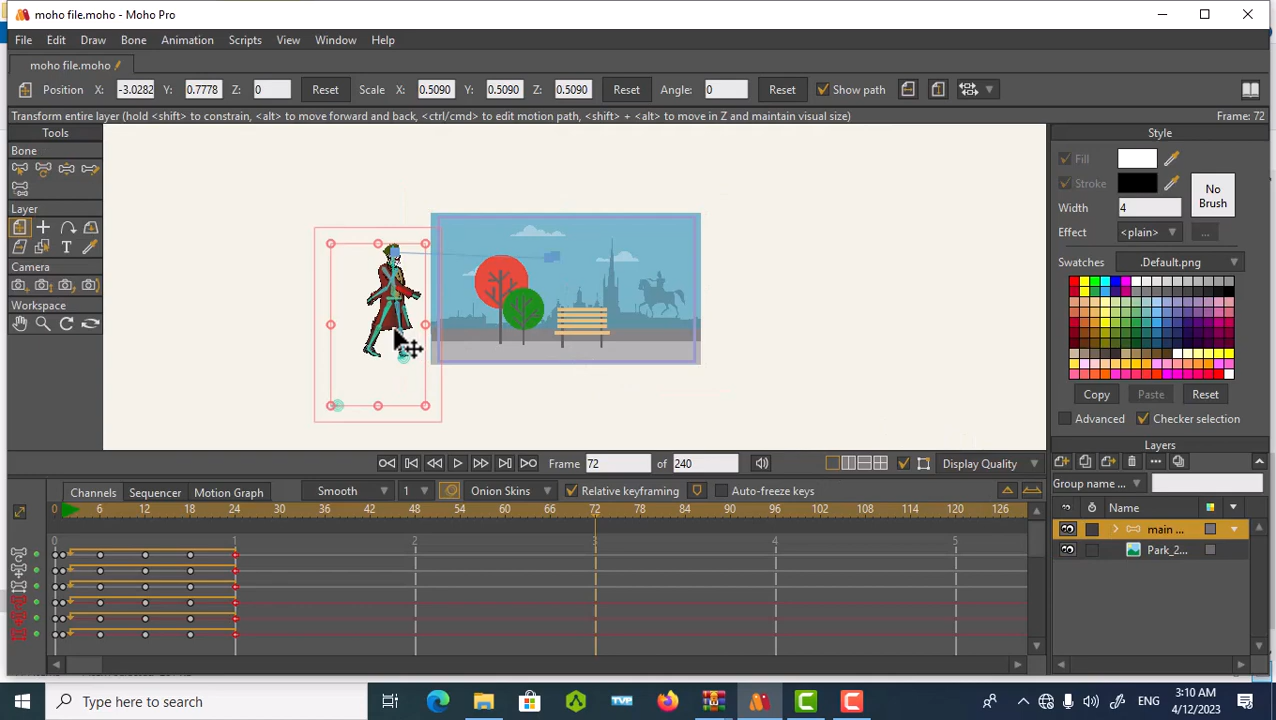 moho file.moho - Moho Pro
File Edit Draw Bone Animation Scripts View Window Help
moho file.moho
Position X: -3.0282 Y: 0.7778 Z: 0 Reset Scale X: 0.5090 Y: 0.5090 Z: 0.5090 Reset Angle: 0 Reset Show path
Transform entire layer (hold <shift> to constrain, <alt> to move forward and back, <ctrl/cmd> to edit motion path, <shift> + <alt> to move in Z and maintain visual size) Frame: 72
Tools
Bone
Layer
Camera
Workspace
Style
Fill
Stroke
No Brush
Width 4
Effect <plain> ...
Swatches .Default.png
Copy Paste Reset
Advanced Checker selection
Layers
Group name ...
Name
main ...
Park_2...
Frame 72 of 240 Display Quality
Channels Sequencer Motion Graph Smooth 1 Onion Skins Relative keyframing Auto-freeze keys
0 6 12 18 24 30 36 42 48 54 60 66 72 78 84 90 96 102 108 114 120 126
0 1 2 3 4 5
Type here to search
TVP
ENG
3:10 AM
4/12/2023